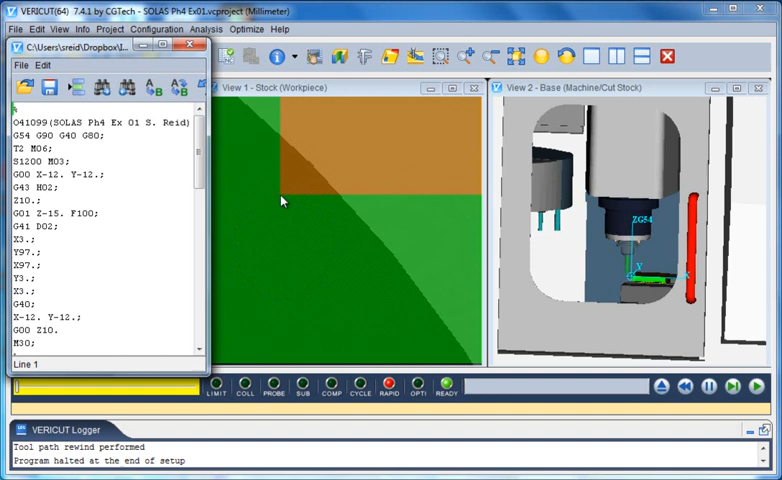 VERICUT(64)  7.4.1 by CGTech - SOLAS Ph4 Ex01.vcproject (Millimeter)
File Edit View Info Project Configuration Analysis Optimize Help
C:\Users\sreid\Dropbox\I...
File Edit
%
O41099(SOLAS Ph4 Ex 01 S. Reid)
G54 G90 G40 G80;
T2 M06;
S1200 M03;
G00 X-12. Y-12.;
G43 H02;
Z10.;
G01 Z-15. F100;
G41 D02;
X3.;
Y97.;
X97.;
Y3.;
X3.;
G40;
X-12. Y-12.;
G00 Z10.
M30;
Line 1
View 1 - Stock (Workpiece)
View 2 - Base (Machine/Cut Stock)
ZG54
Y
X
LIMIT COLL PROBE SUB COMP CYCLE RAPID OPTI READY
VERICUT Logger
Tool path rewind performed
Program halted at the end of setup